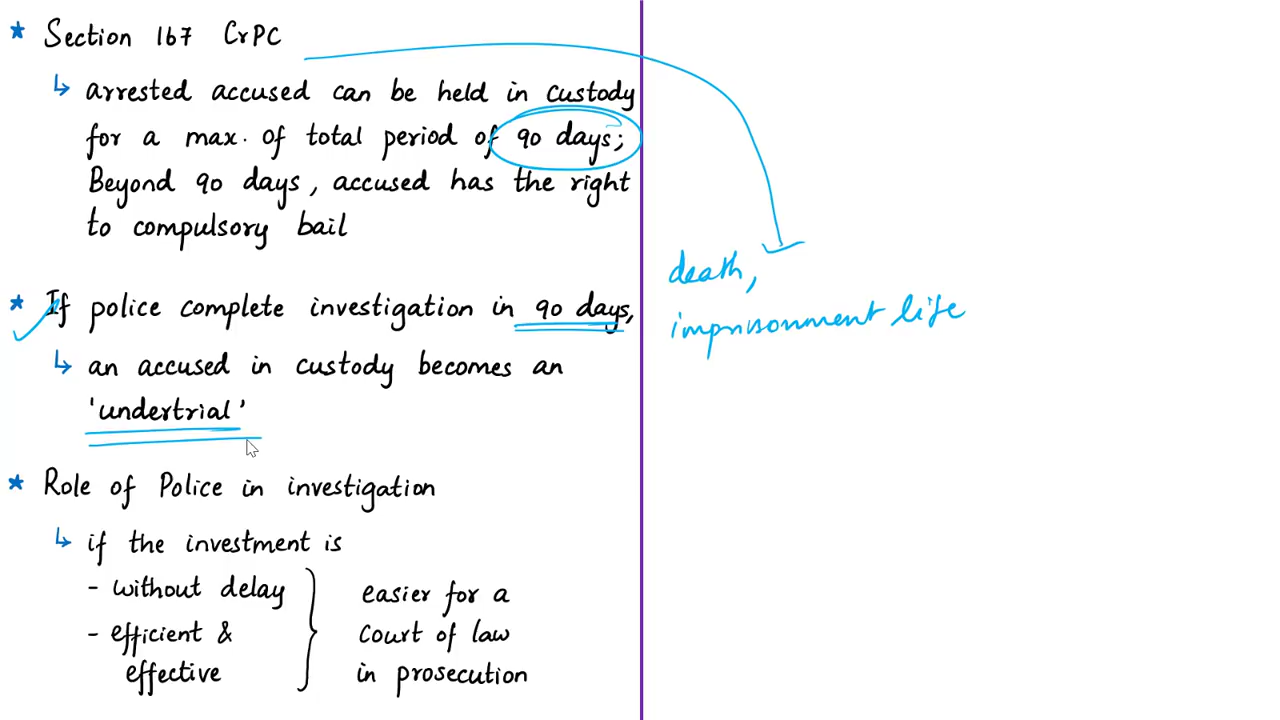 * Section 167 CrPC
↳ arrested accused can be held in custody
for a max. of total period of 90 days;
Beyond 90 days, accused has the right
to compulsory bail
death,
imprisonment life
* If police complete investigation in 90 days,
↳ an accused in custody becomes an
'undertrial'
* Role of Police in investigation
↳ if the investment is
- without delay
- efficient &
effective
easier for a
court of law
in prosecution